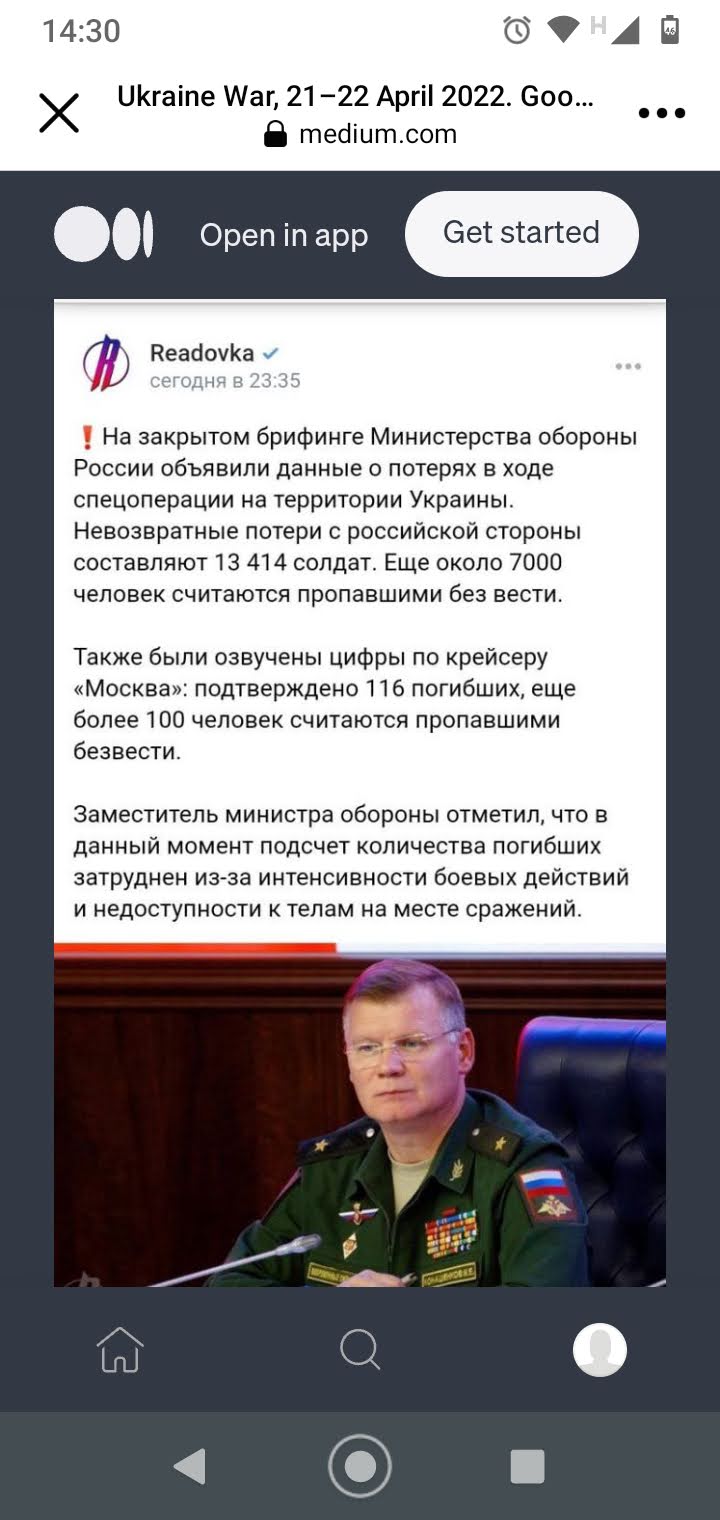 14:30
H
46
Ukraine War, 21–22 April 2022. Goo...
medium.com
Open in app
Get started
Readovka
сегодня в 23:35
❗На закрытом брифинге Министерства обороны
России объявили данные о потерях в ходе
спецоперации на территории Украины.
Невозвратные потери с российской стороны
составляют 13 414 солдат. Еще около 7000
человек считаются пропавшими без вести.
Также были озвучены цифры по крейсеру
«Москва»: подтверждено 116 погибших, еще
более 100 человек считаются пропавшими
безвести.
Заместитель министра обороны отметил, что в
данный момент подсчет количества погибших
затруднен из-за интенсивности боевых действий
и недоступности к телам на месте сражений.
КОНАШЕНКОВ И.Е.